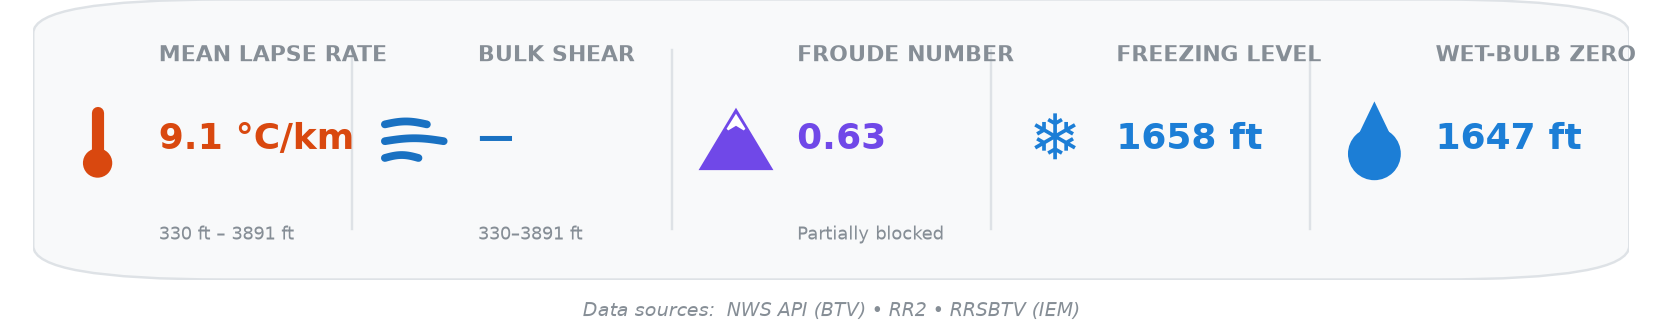 MEAN LAPSE RATE
BULK SHEAR
FROUDE NUMBER
FREEZING LEVEL
WET-BULB ZERO
9.1 °C/km
—
0.63
1658 ft
1647 ft
330 ft – 3891 ft
330–3891 ft
Partially blocked
Data sources: NWS API (BTV) • RR2 • RRSBTV (IEM)